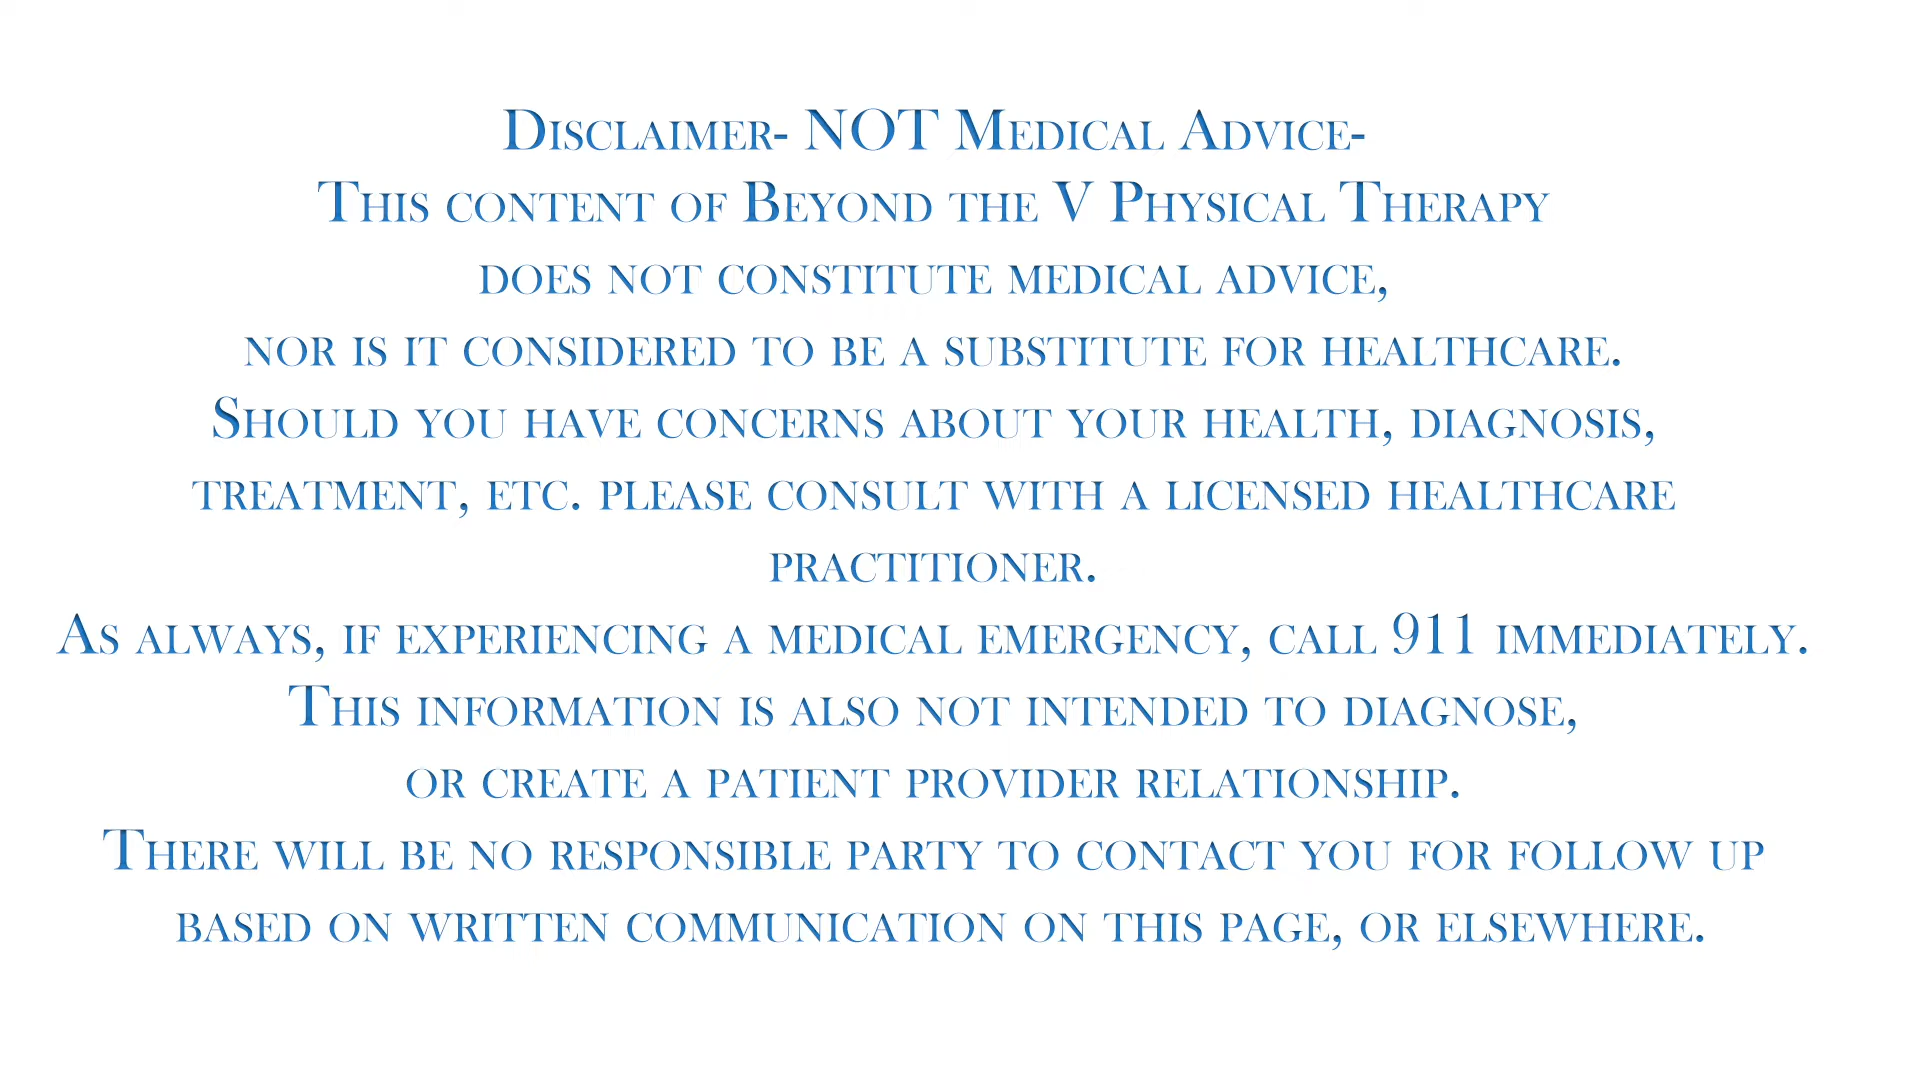 Disclaimer- NOT Medical Advice-
This content of Beyond the V Physical Therapy
does not constitute medical advice,
nor is it considered to be a substitute for healthcare.
Should you have concerns about your health, diagnosis,
treatment, etc. please consult with a licensed healthcare
practitioner.
As always, if experiencing a medical emergency, call 911 immediately.
This information is also not intended to diagnose,
or create a patient provider relationship.
There will be no responsible party to contact you for follow up
based on written communication on this page, or elsewhere.